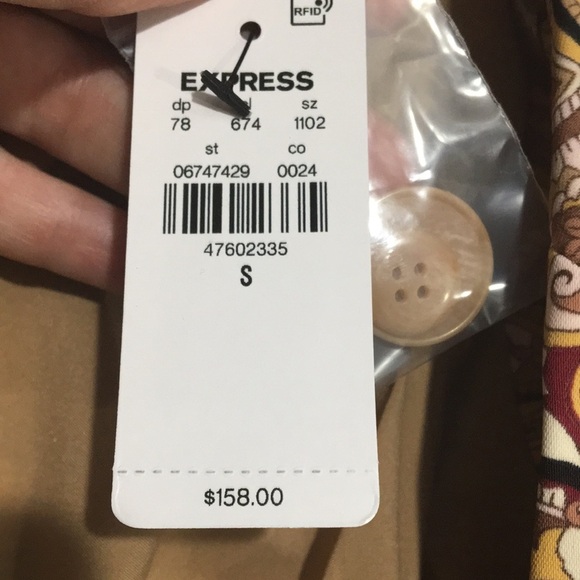 RFID
EXPRESS
dp sz
78 674 1102
st co
06747429 0024
47602335
S
$158.00